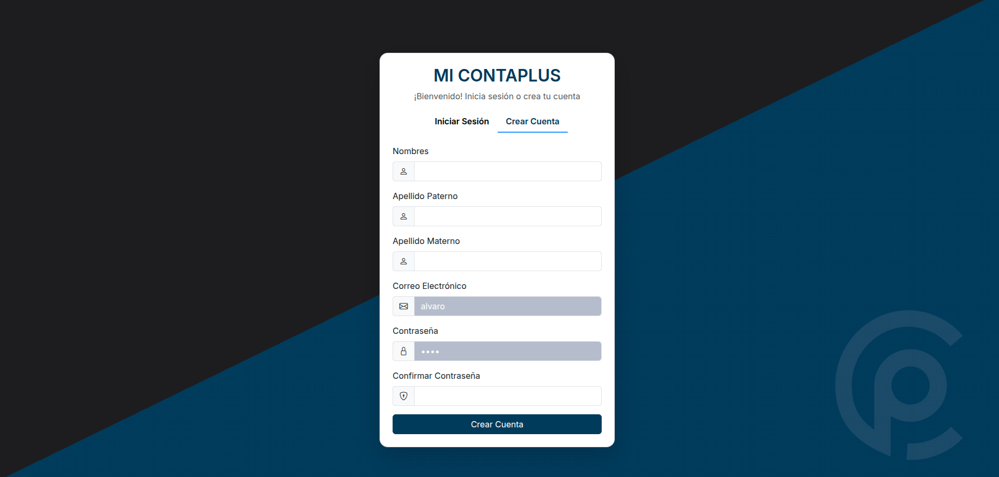 MI CONTAPLUS
¡Bienvenido! Inicia sesión o crea tu cuenta
Iniciar Sesión Crear Cuenta
Nombres
Apellido Paterno
Apellido Materno
Correo Electrónico
alvaro
Contraseña
••••
Confirmar Contraseña
Crear Cuenta